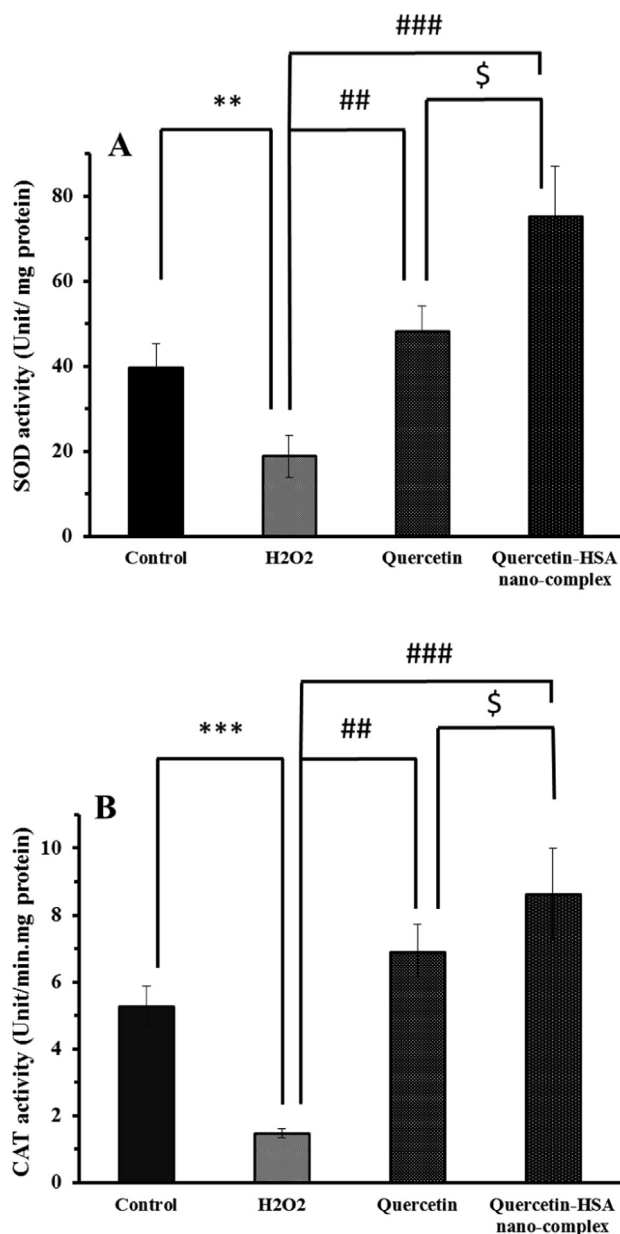 ###
$
** ##
A
80
60
40
20
0
SOD activity (Unit/ mg protein)
Control H2O2 Quercetin Quercetin-HSA
nano-complex
###
$
*** ##
B
10
8
6
4
2
0
CAT activity (Unit/min.mg protein)
Control H2O2 Quercetin Quercetin-HSA
nano-complex